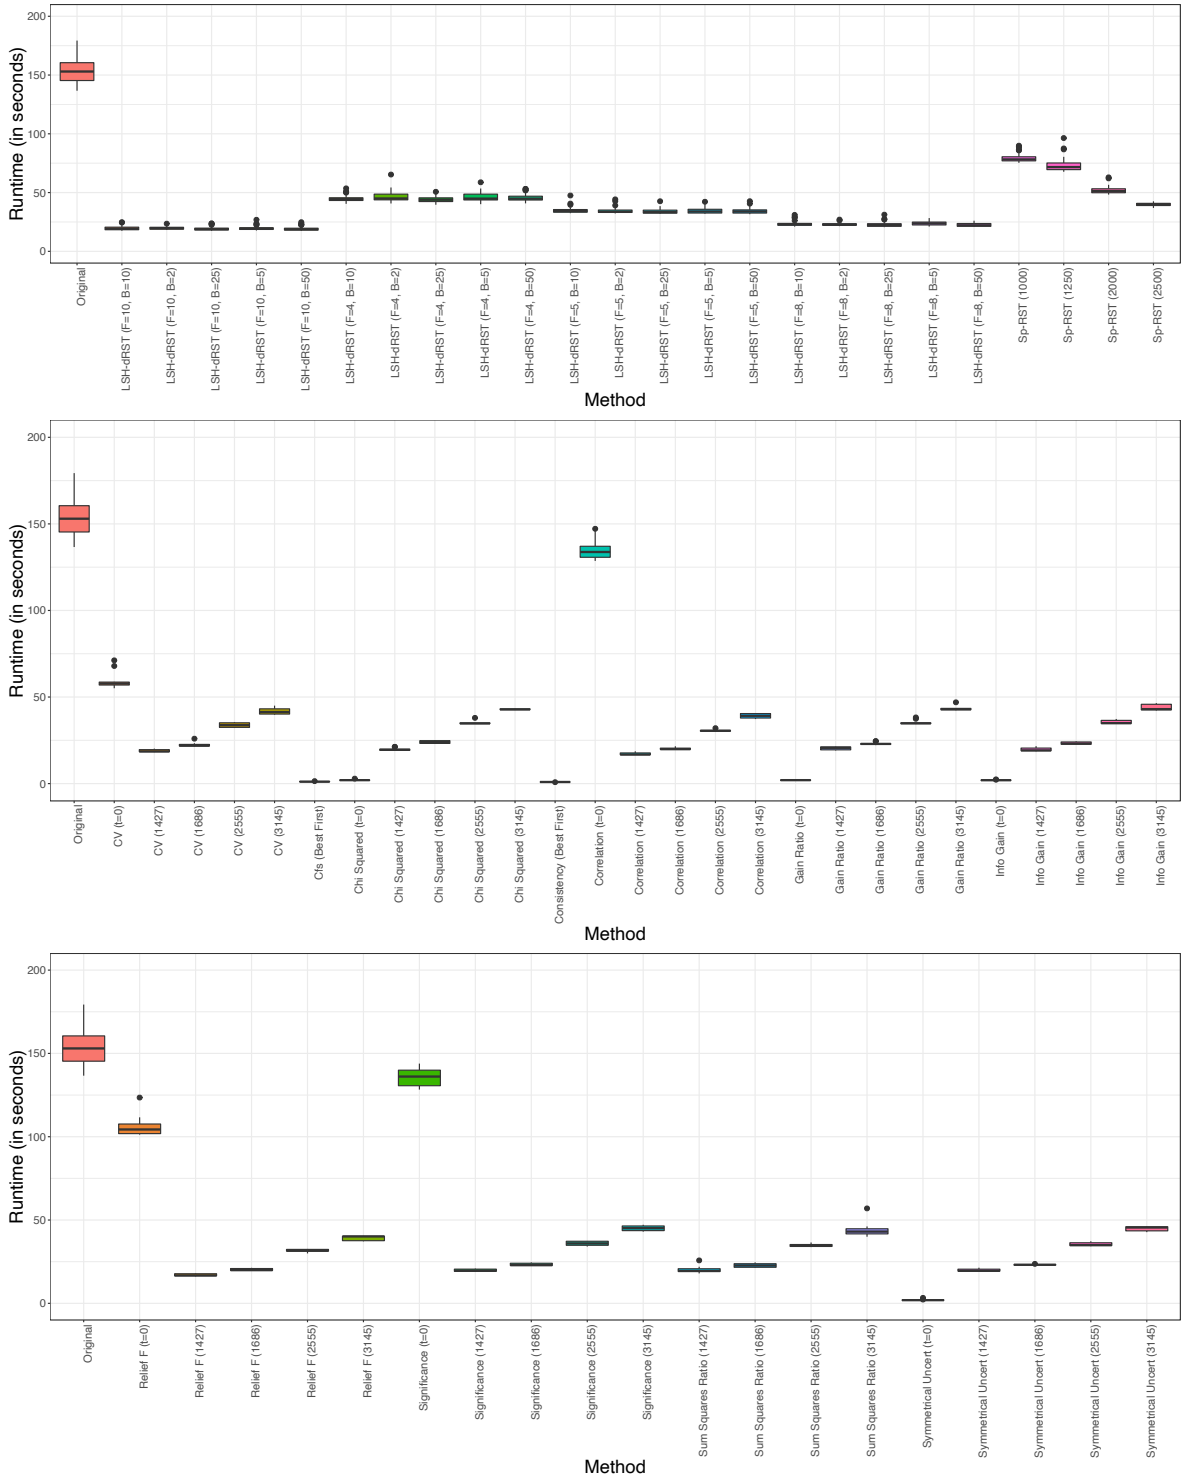 Runtime (in seconds)
200
150
100
50
0
Original
LSH-dRST (F=10, B=10)
LSH-dRST (F=10, B=2)
LSH-dRST (F=10, B=25)
LSH-dRST (F=10, B=5)
LSH-dRST (F=10, B=50)
LSH-dRST (F=4, B=10)
LSH-dRST (F=4, B=2)
LSH-dRST (F=4, B=25)
LSH-dRST (F=4, B=5)
LSH-dRST (F=4, B=50)
LSH-dRST (F=5, B=10)
LSH-dRST (F=5, B=2)
LSH-dRST (F=5, B=25)
LSH-dRST (F=5, B=5)
LSH-dRST (F=5, B=50)
LSH-dRST (F=8, B=10)
LSH-dRST (F=8, B=2)
LSH-dRST (F=8, B=25)
LSH-dRST (F=8, B=5)
LSH-dRST (F=8, B=50)
Sp-RST (1000)
Sp-RST (1250)
Sp-RST (2000)
Sp-RST (2500)
Method
Runtime (in seconds)
200
150
100
50
0
Original
CV (t=0)
CV (1427)
CV (1686)
CV (2555)
CV (3145)
Cfs (Best First)
Chi Squared (t=0)
Chi Squared (1427)
Chi Squared (1686)
Chi Squared (2555)
Chi Squared (3145)
Consistency (Best First)
Correlation (t=0)
Correlation (1427)
Correlation (1686)
Correlation (2555)
Correlation (3145)
Gain Ratio (t=0)
Gain Ratio (1427)
Gain Ratio (1686)
Gain Ratio (2555)
Gain Ratio (3145)
Info Gain (t=0)
Info Gain (1427)
Info Gain (1686)
Info Gain (2555)
Info Gain (3145)
Method
Runtime (in seconds)
200
150
100
50
0
Original
Relief F (t=0)
Relief F (1427)
Relief F (1686)
Relief F (2555)
Relief F (3145)
Significance (t=0)
Significance (1427)
Significance (1686)
Significance (2555)
Significance (3145)
Sum Squares Ratio (1427)
Sum Squares Ratio (1686)
Sum Squares Ratio (2555)
Sum Squares Ratio (3145)
Symmetrical Uncert (t=0)
Symmetrical Uncert (1427)
Symmetrical Uncert (1686)
Symmetrical Uncert (2555)
Symmetrical Uncert (3145)
Method